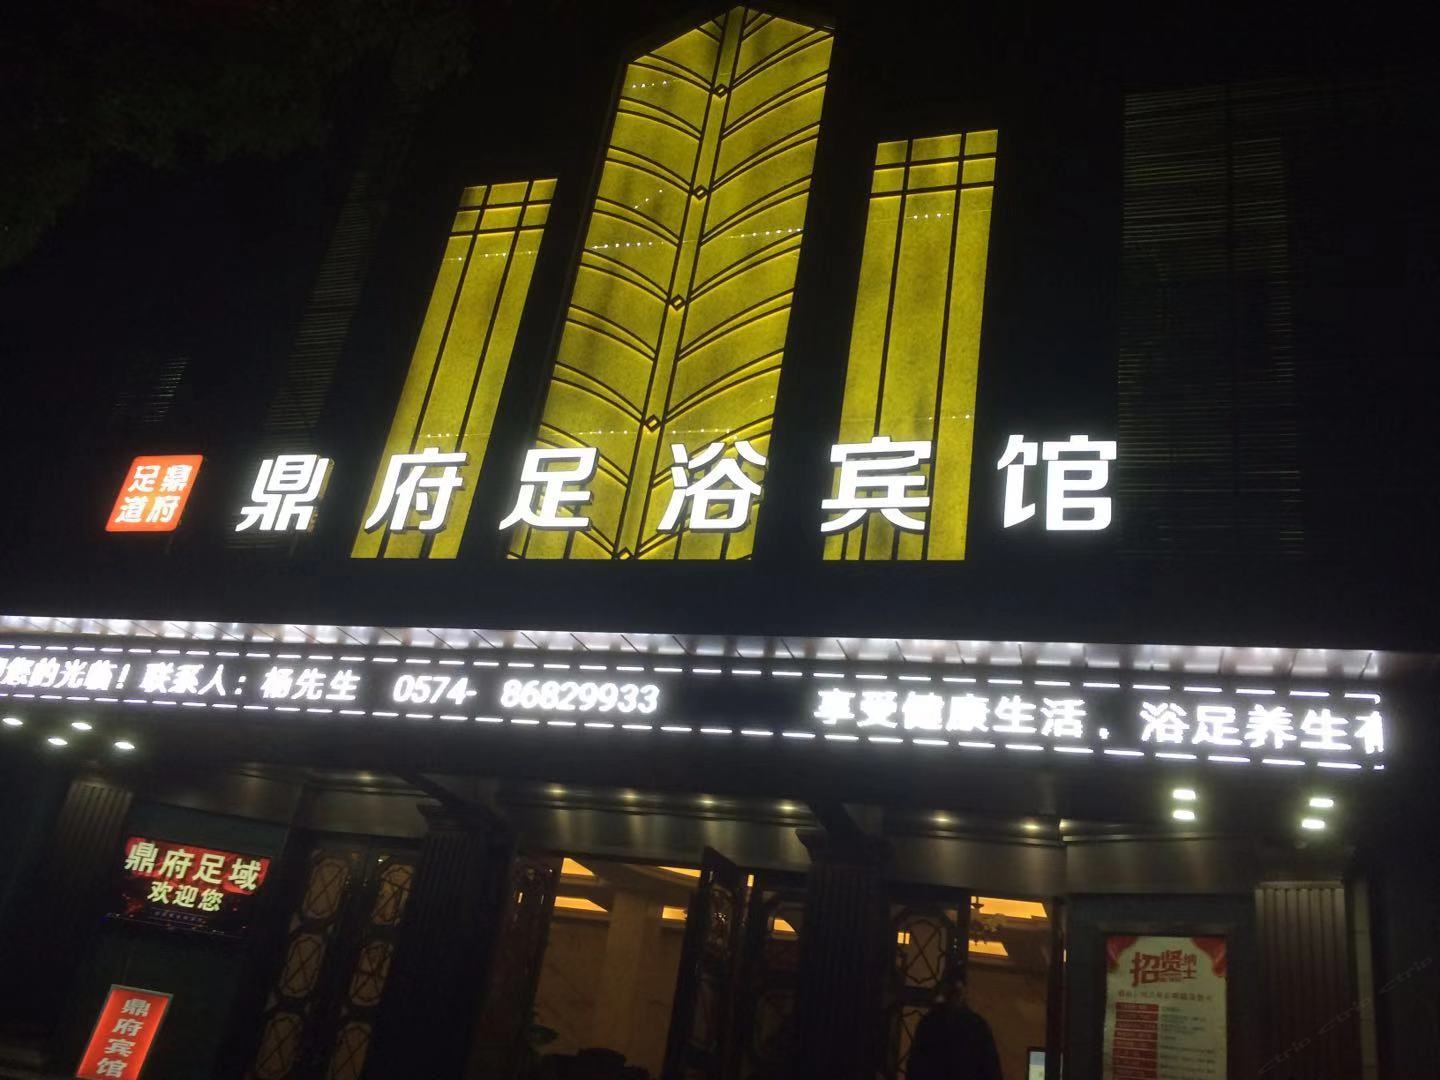 足鼎
道府
鼎府足浴宾馆
您的光临！联系人：杨先生 0574- 86829933 享受健康生活，浴足养生有
鼎府足域
欢迎您
招贤纳士
鼎府宾馆